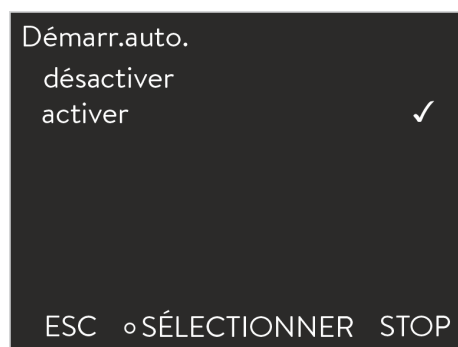 Démarr.auto.
désactiver
activer ✓
ESC ○ SÉLECTIONNER STOP